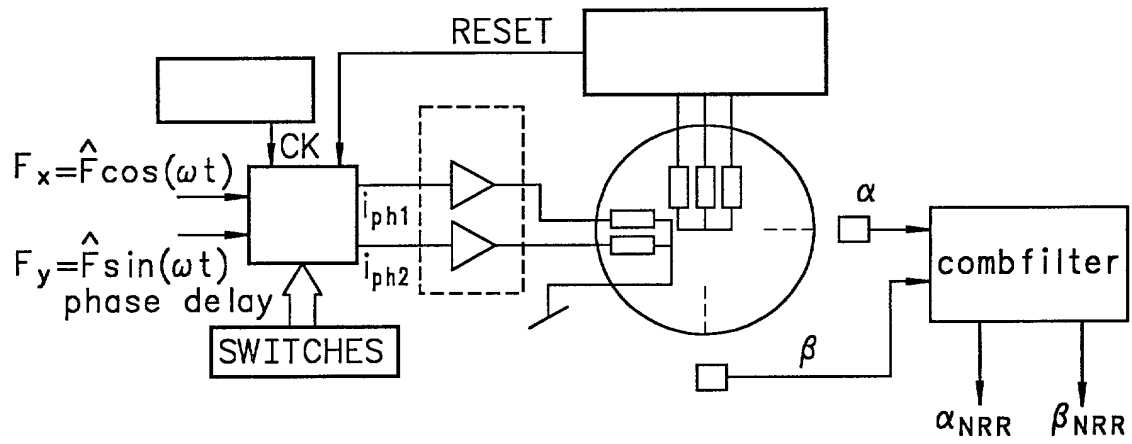 RESET
CK
F_x=F̂cos(ωt)
F_y=F̂sin(ωt)
phase delay
i_ph1
i_ph2
SWITCHES
α
β
combfilter
α_NRR
β_NRR